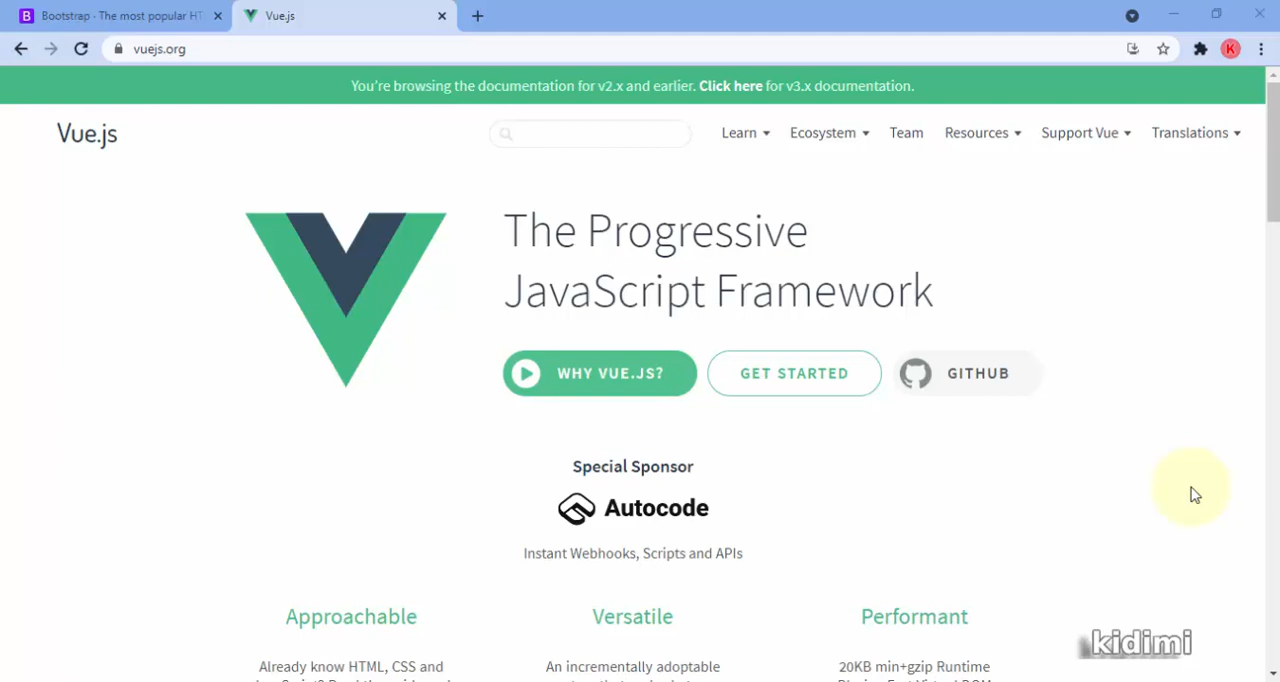 Bootstrap - The most popular HT
Vue.js
vuejs.org
K
You're browsing the documentation for v2.x and earlier. Click here for v3.x documentation.
Vue.js
Learn
Ecosystem
Team
Resources
Support Vue
Translations
The Progressive
JavaScript Framework
WHY VUE.JS?
GET STARTED
GITHUB
Special Sponsor
Autocode
Instant Webhooks, Scripts and APIs
Approachable
Versatile
Performant
Already know HTML, CSS and
An incrementally adoptable
20KB min+gzip Runtime
kidimi